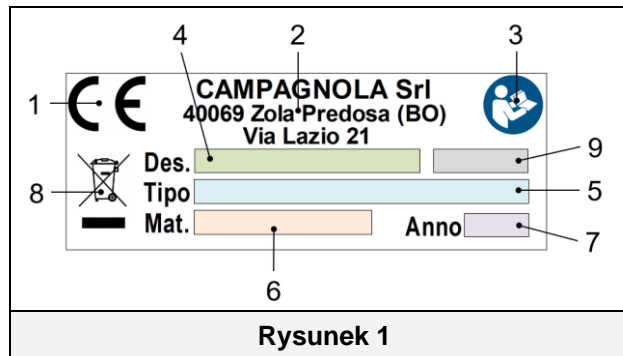 4 2 3
1 CE CAMPAGNOLA Srl
40069 Zola Predosa (BO)
Via Lazio 21
Des. 9
8 Tipo 5
Mat. Anno 7
6
Rysunek 1